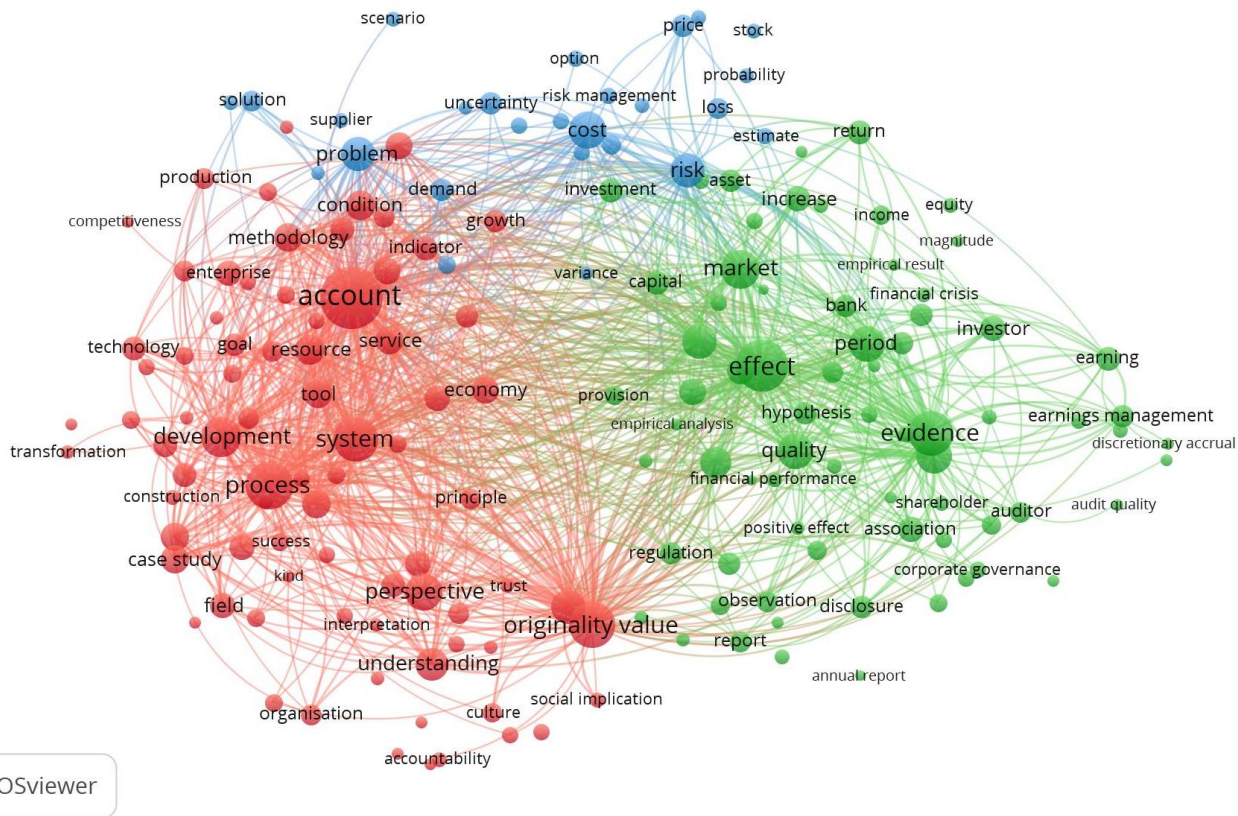 scenario
price
stock
option
probability
solution
uncertainty
risk management
loss
supplier
cost
estimate
return
problem
risk
production
demand
investment
asset
increase
condition
equity
competitiveness
growth
income
methodology
indicator
magnitude
enterprise
variance
capital
market
empirical result
account
bank
financial crisis
technology
goal
resource
service
period
investor
effect
earning
tool
economy
provision
hypothesis
empirical analysis
earnings management
development
system
evidence
discretionary accrual
transformation
quality
process
financial performance
construction
principle
shareholder
auditor
audit quality
success
positive effect
association
case study
regulation
kind
corporate governance
perspective
trust
field
observation
disclosure
interpretation
originality value
report
understanding
annual report
social implication
organisation
culture
accountability
OSviewer